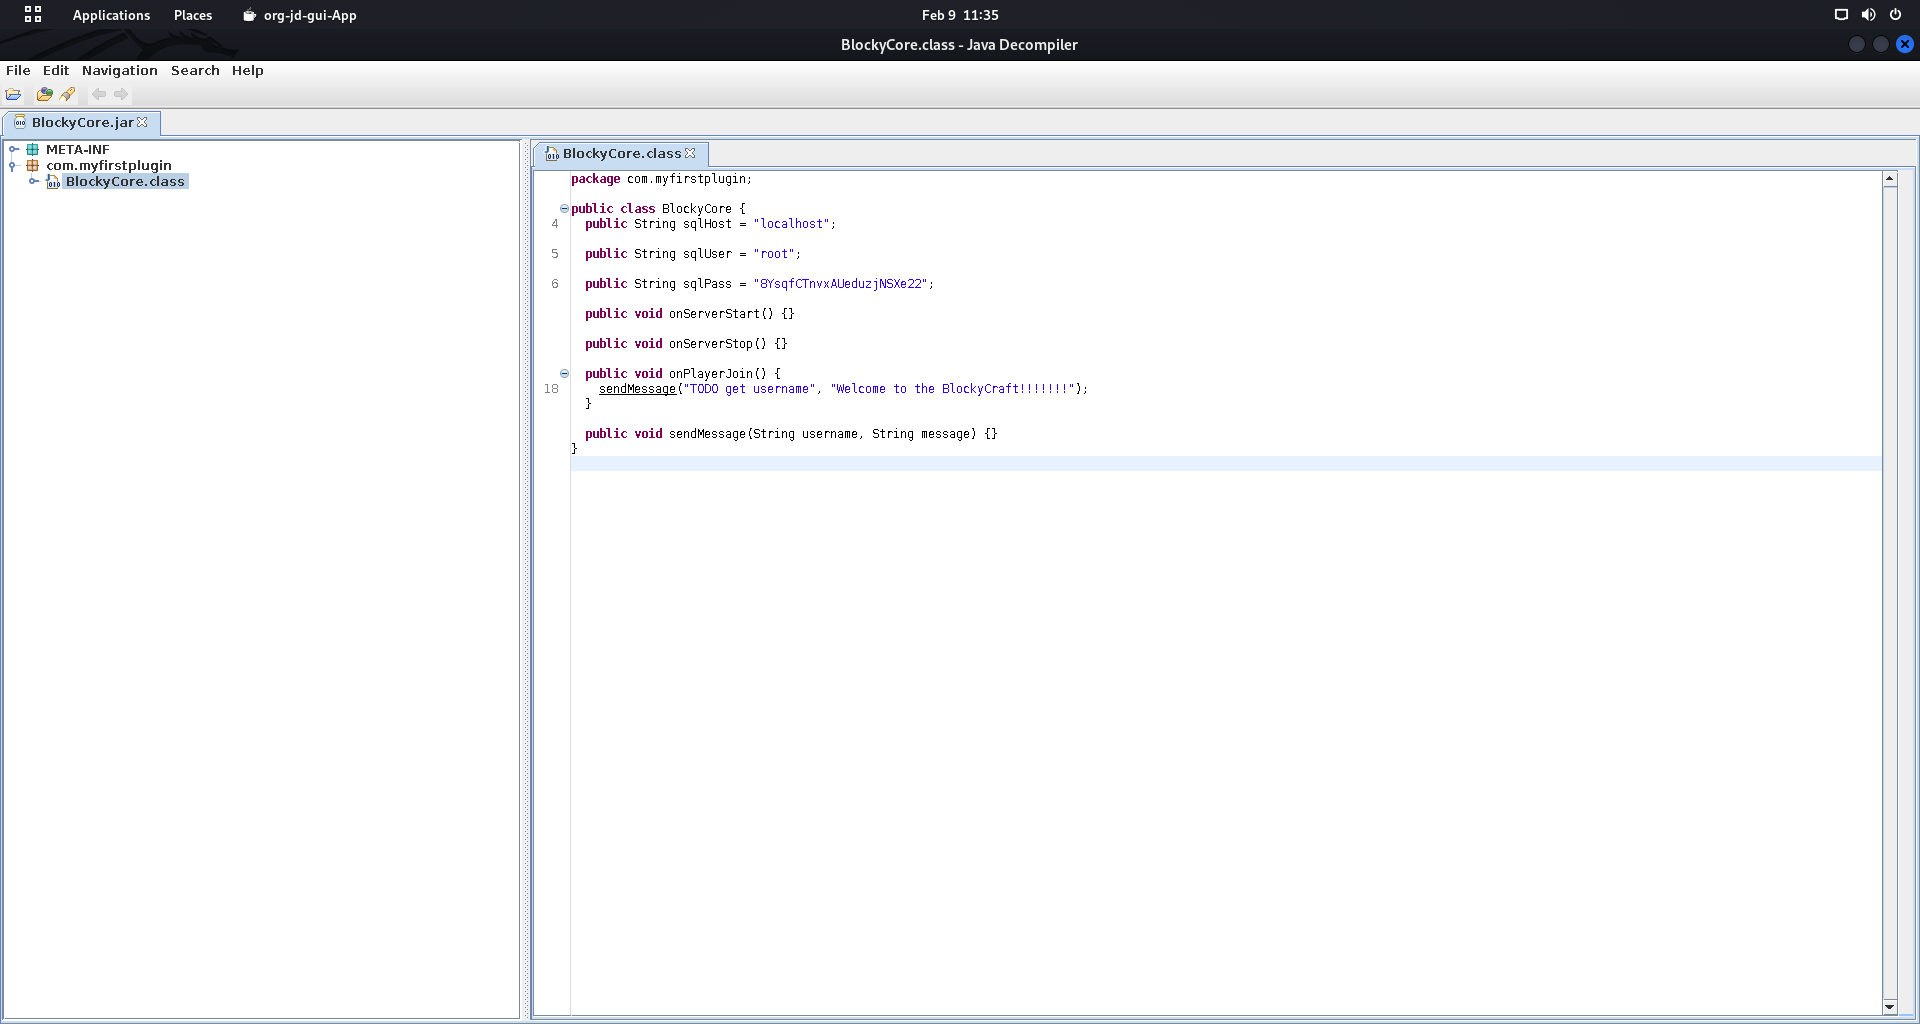 Applications Places org-jd-gui-App Feb 9 11:35
BlockyCore.class - Java Decompiler
File Edit Navigation Search Help
BlockyCore.jar
META-INF
com.myfirstplugin
BlockyCore.class
BlockyCore.class
package com.myfirstplugin;
public class BlockyCore {
4 public String sqlHost = "localhost";
5 public String sqlUser = "root";
6 public String sqlPass = "8YsqfCTnvxAUeduzjNSXe22";
public void onServerStart() {}
public void onServerStop() {}
public void onPlayerJoin() {
18 sendMessage("TODO get username", "Welcome to the BlockyCraft!!!!!!!");
}
public void sendMessage(String username, String message) {}
}